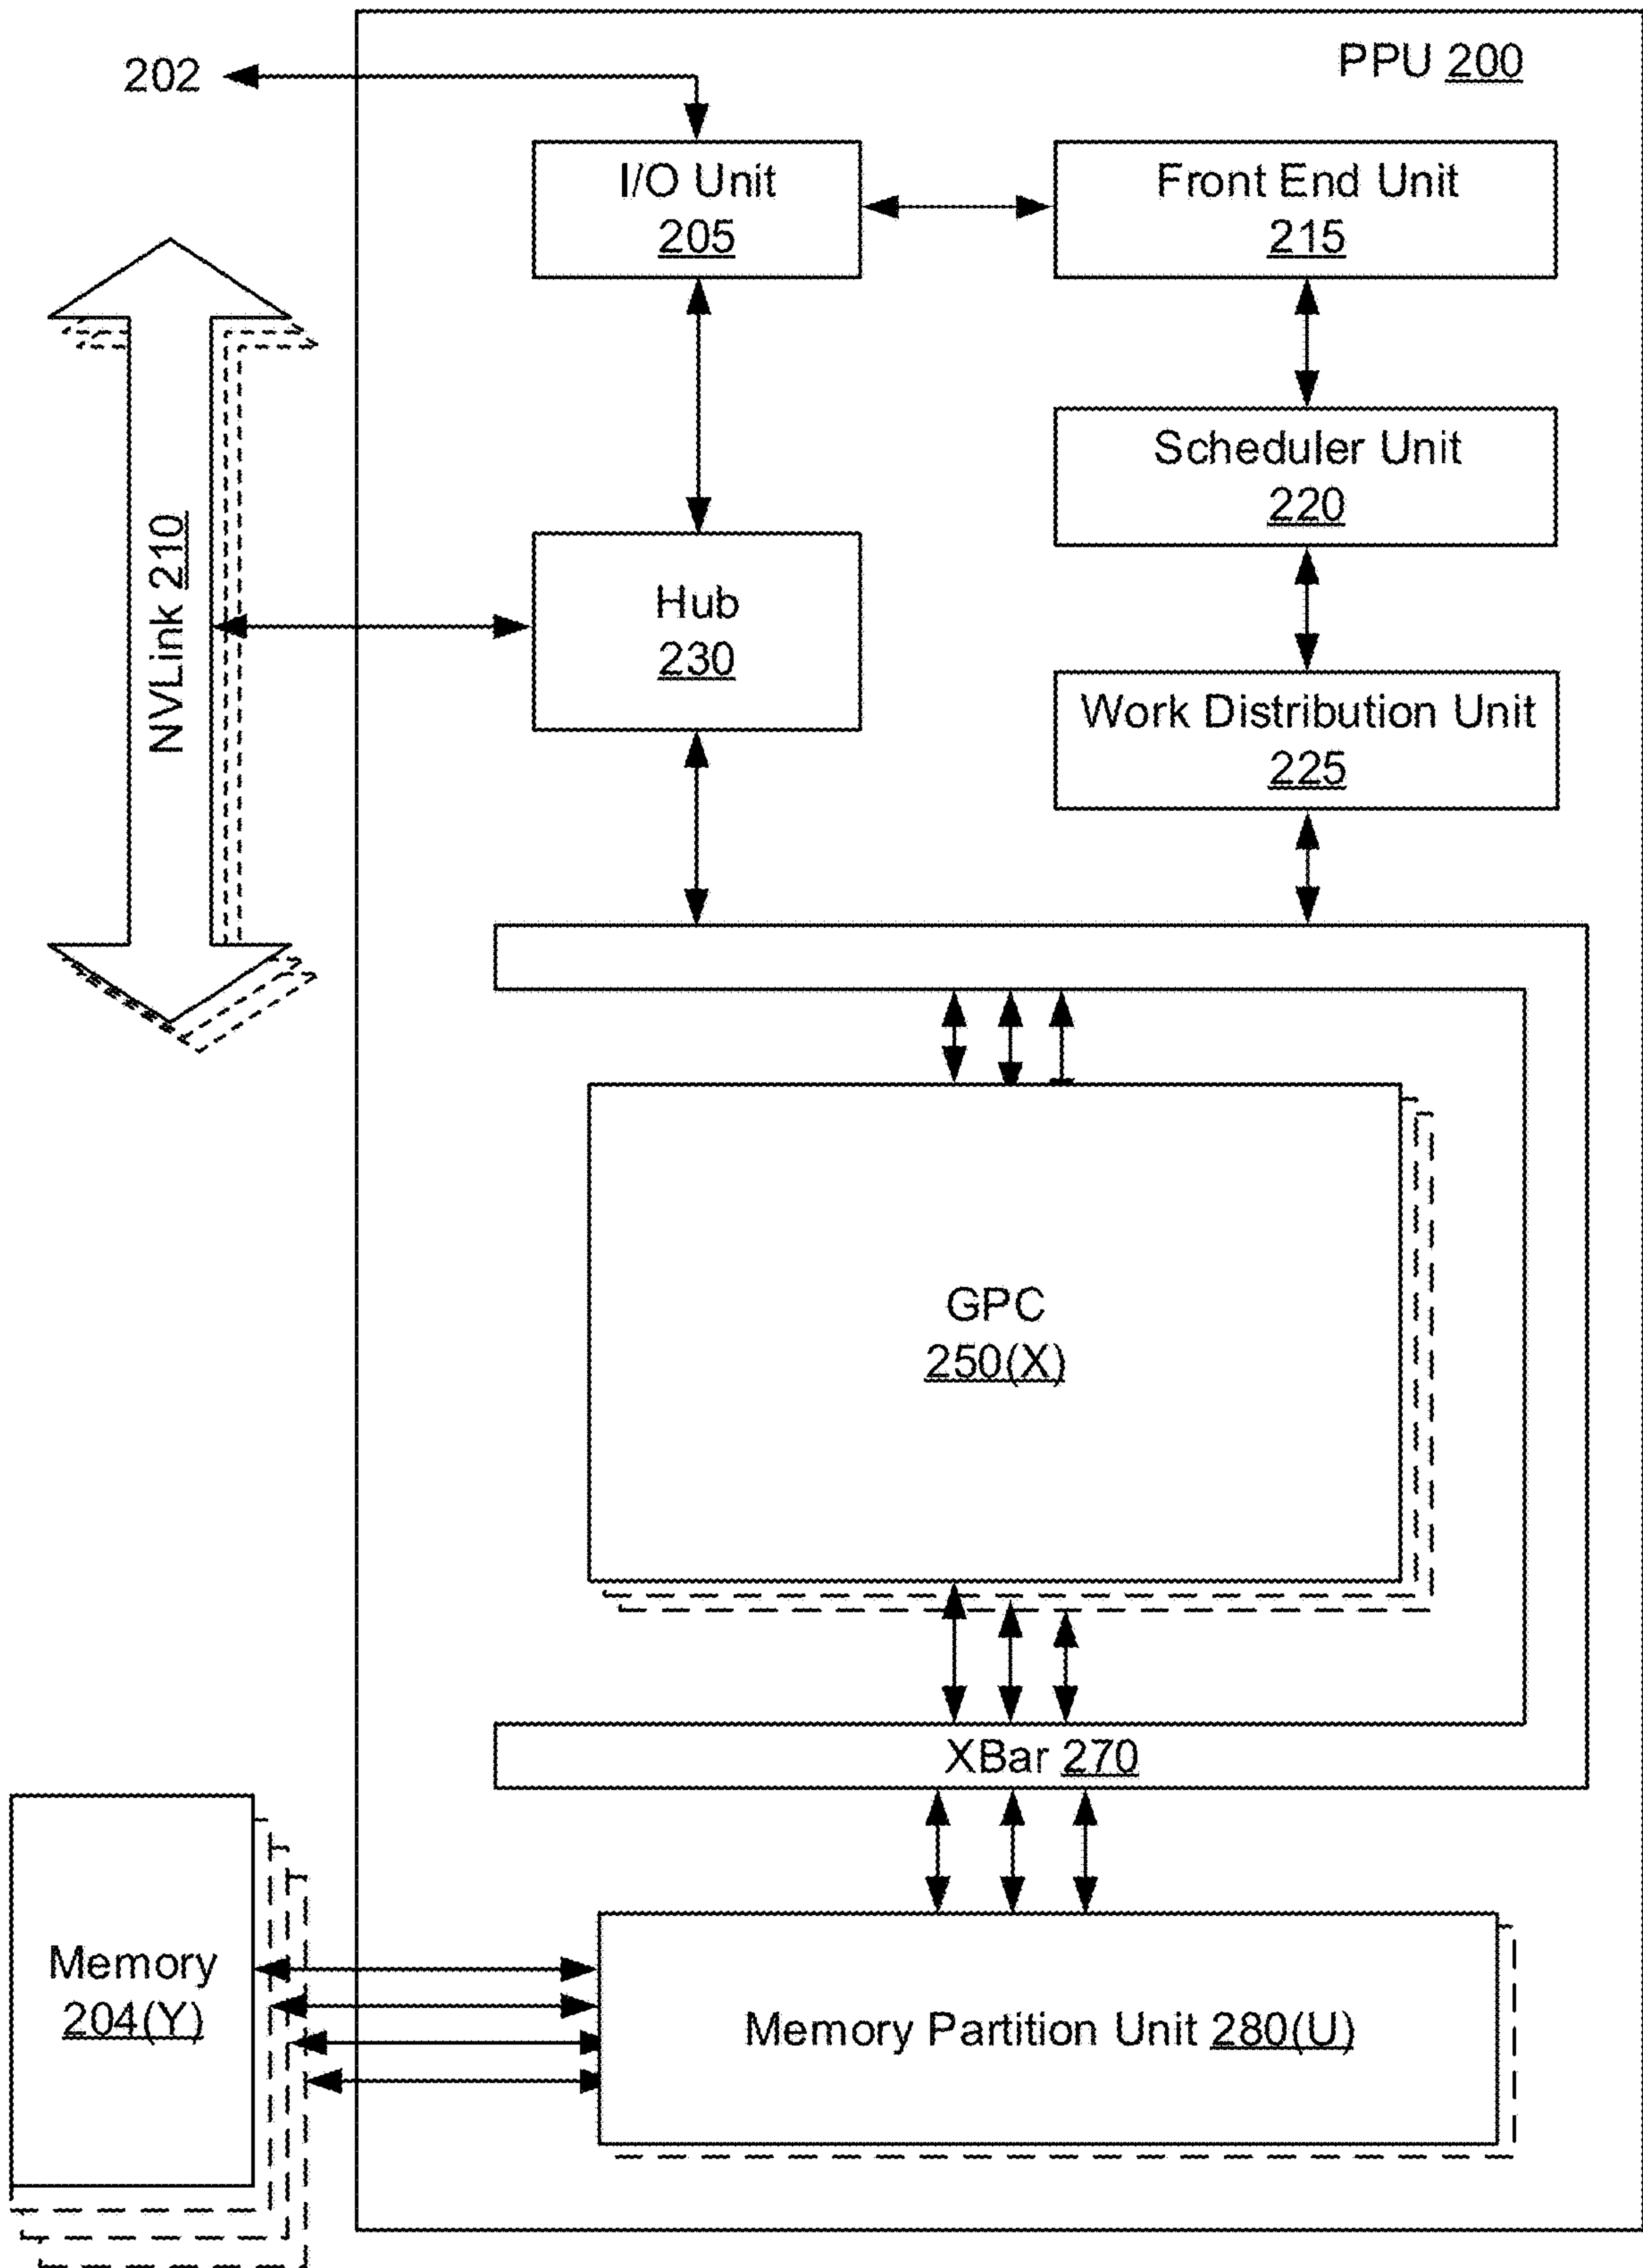 PPU 200
202
I/O Unit
205
Front End Unit
215
Scheduler Unit
220
NVLink 210
Hub
230
Work Distribution Unit
225
GPC
250(X)
XBar 270
Memory
204(Y)
Memory Partition Unit 280(U)